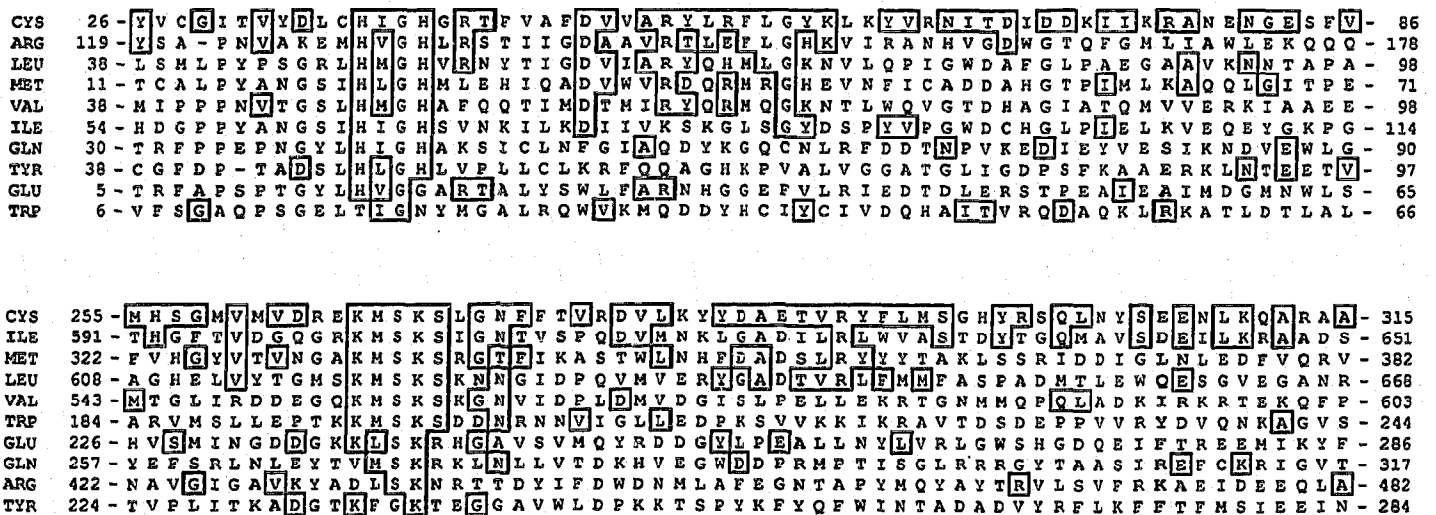 CYS 26 - Y V C G I T V Y D L C H I G H G R T F V A F D V V A R Y L R F L G Y K L K Y V R N I T D I D D K I I K R A N E N G E S F V - 86
ARG 119 - Y S A - P N V A K E M H V G H L R S T I I G D A A V R T L E F L G H K V I R A N H V G D W G T Q F G M L I A W L E K Q Q Q - 178
LEU 38 - L S M L P Y P S G R L H M G H V R N Y T I G D V I A R Y Q H M L G K N V L Q P I G W D A F G L P A E G A A V K N N T A P A - 98
MET 11 - T C A L P Y A N G S I H L G H M L E H I Q A D V W V R D Q R M R G H E V N F I C A D D A H G T P I M L K A Q Q L G I T P E - 71
VAL 38 - M I P P P N V T G S L H M G H A F Q Q T I M D T M I R Y Q R M Q G K N T L W Q V G T D H A G I A T Q M V V E R K I A A E E - 98
ILE 54 - H D G P P Y A N G S I H I G H S V N K I L K D I I V K S K G L S G Y D S P Y V P G W D C H G L P I E L K V E Q E Y G K P G - 114
GLN 30 - T R F P P E P N G Y L H I G H A K S I C L N F G I A Q D Y K G Q C N L R F D D T N P V K E D I E Y V E S I K N D V E W L G - 90
TYR 38 - C G F D P - T A D S L H L G H L V P L L C L K R F Q Q A G H K P V A L V G G A T G L I G D P S F K A A E R K L N T E E T V - 97
GLU 5 - T R F A P S P T G Y L H V G G A R T A L Y S W L F A R N H G G E F V L R I E D T D L E R S T P E A I E A I M D G M N W L S - 65
TRP 6 - V F S G A Q P S G E L T I G N Y M G A L R Q W V K M Q D D Y H C I Y C I V D Q H A I T V R Q D A Q K L R K A T L D T L A L - 66
CYS 255 - M H S G M V M V D R E K M S K S L G N F F T V R D V L K Y Y D A E T V R Y F L M S G H Y R S Q L N Y S E E N L K Q A R A A - 315
ILE 591 - T H G F T V D G Q G R K M S K S I G N T V S P Q D V M N K L G A D I L R L W V A S T D Y T G Q M A V S D E I L K R A A D S - 651
MET 322 - F V H G Y V T V N G A K M S K S R G T F I K A S T W L N H F D A D S L R Y Y Y T A K L S S R I D D I G L N L E D F V Q R V - 382
LEU 608 - A G H E L V Y T G M S K M S K S K N N G I D P Q V M V E R Y G A D T V R L F M M F A S P A D M T L E W Q E S G V E G A N R - 668
VAL 543 - M T G L I R D D E G Q K M S K S K G N V I D P L D M V D G I S L P E L L E K R T G N M M Q P Q L A D K I R K R T E K Q F P - 603
TRP 184 - A R V M S L L E P T K K M S K S D D N R N N V I G L L E D P K S V V K K I K R A V T D S D E P P V V R Y D V Q N K A G V S - 244
GLU 226 - H V S M I N G D D G K K L S K R H G A V S V M Q Y R D D G Y L P E A L L N Y L V R L G W S H G D Q E I F T R E E M I K Y F - 286
GLN 257 - Y E F S R L N L E Y T V M S K R K L N L L V T D K H V E G W D D P R M P T I S G L R R R G Y T A A S I R E F C K R I G V T - 317
ARG 422 - N A V G I G A V K Y A D L S K N R T T D Y I F D W D N M L A F E G N T A P Y M Q Y A Y T R V L S V F R K A E I D E E Q L A - 482
TYR 224 - T V P L I T K A D G T K F G K T E G G A V W L D P K K T S P Y K F Y Q F W I N T A D A D V Y R F L K F F T F M S I E E I N - 284